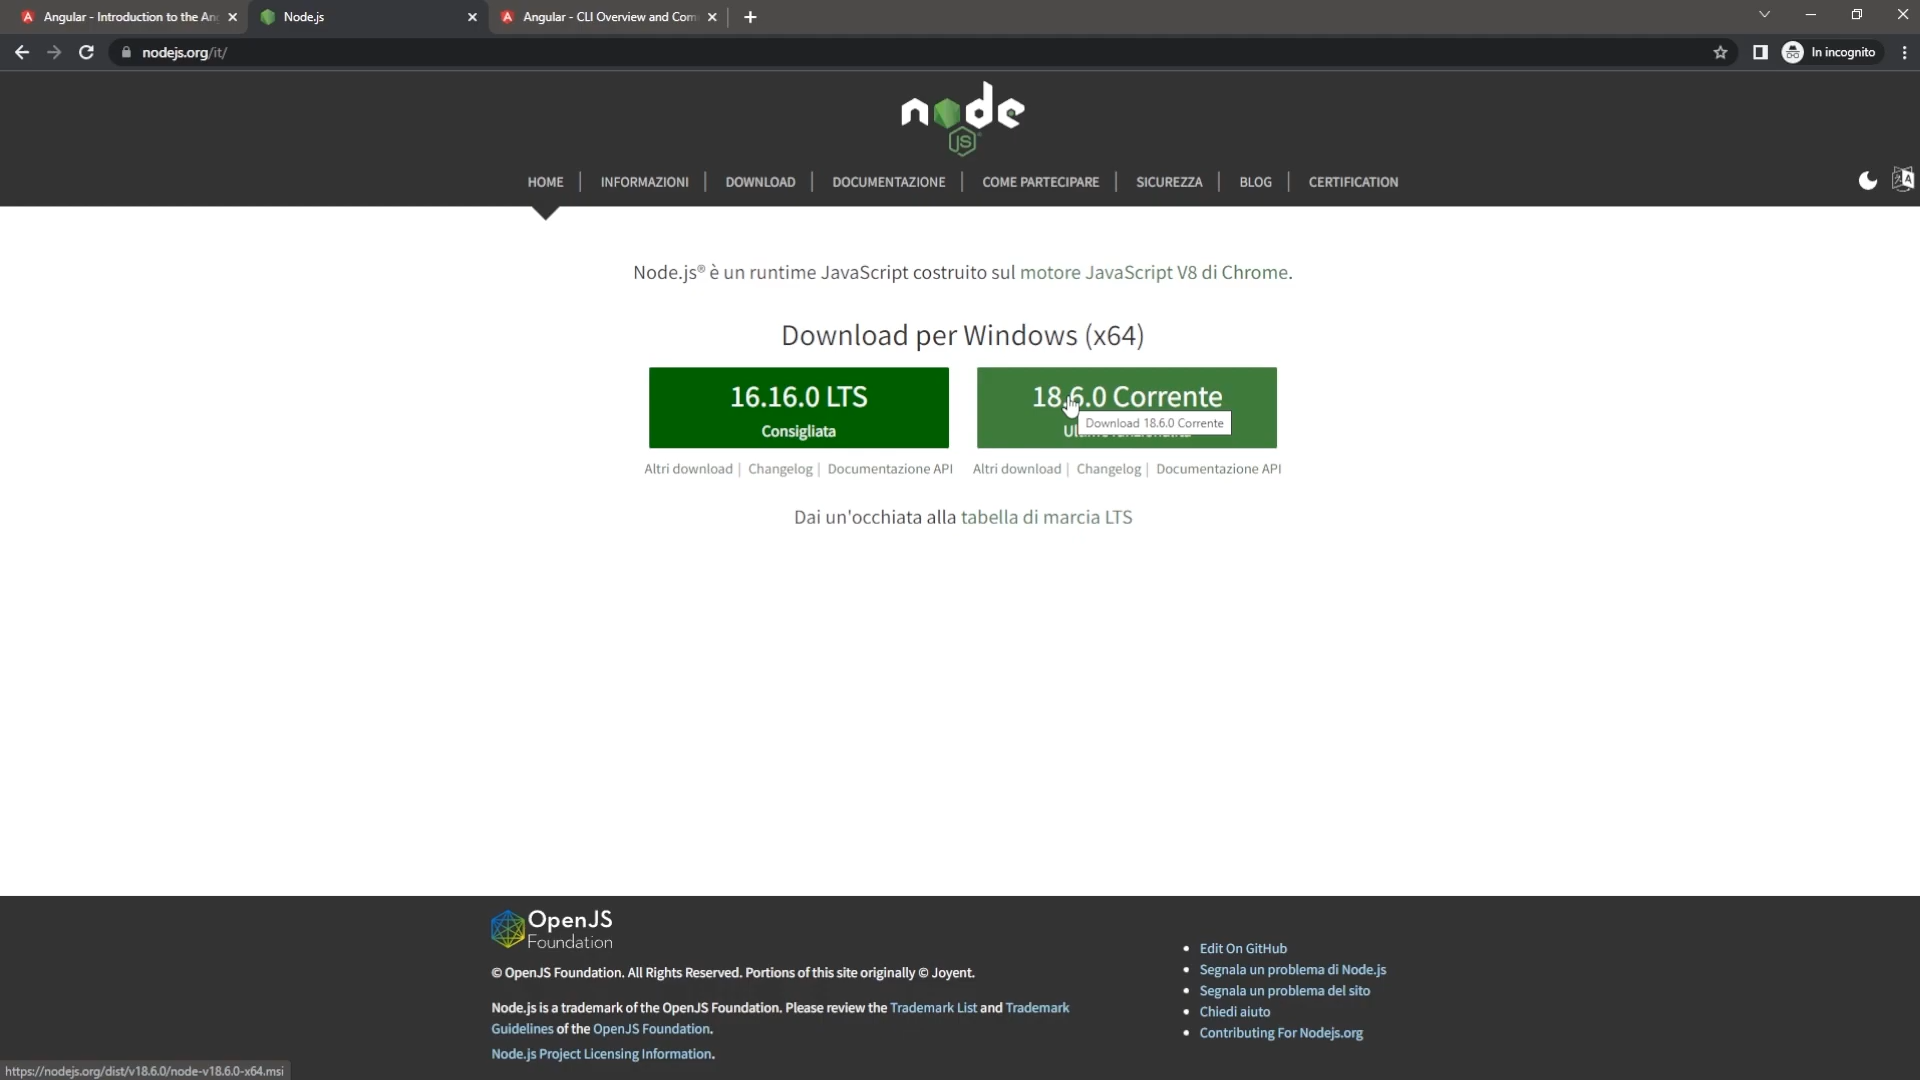 Angular - Introduction to the An
Node.js
Angular - CLI Overview and Com
nodejs.org/it/
In incognito
node
JS
HOME
INFORMAZIONI
DOWNLOAD
DOCUMENTAZIONE
COME PARTECIPARE
SICUREZZA
BLOG
CERTIFICATION
Node.js® è un runtime JavaScript costruito sul motore JavaScript V8 di Chrome.
Download per Windows (x64)
16.16.0 LTS
Consigliata
18.6.0 Corrente
Download 18.6.0 Corrente
Altri download | Changelog | Documentazione API
Altri download | Changelog | Documentazione API
Dai un'occhiata alla tabella di marcia LTS
OpenJS
Foundation
© OpenJS Foundation. All Rights Reserved. Portions of this site originally © Joyent.
Node.js is a trademark of the OpenJS Foundation. Please review the Trademark List and Trademark
Guidelines of the OpenJS Foundation.
Node.js Project Licensing Information.
Edit On GitHub
Segnala un problema di Node.js
Segnala un problema del sito
Chiedi aiuto
Contributing For Nodejs.org
https://nodejs.org/dist/v18.6.0/node-v18.6.0-x64.msi